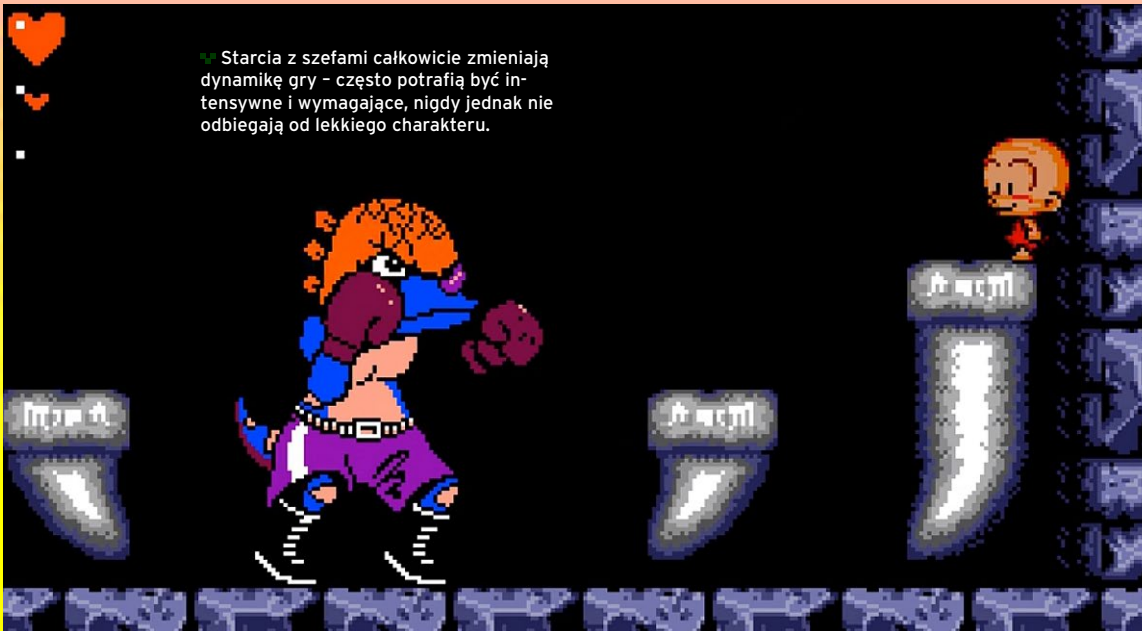 Starcia z szefami całkowicie zmieniają
dynamikę gry – często potrafią być in-
tensywne i wymagające, nigdy jednak nie
odbiegają od lekkiego charakteru.